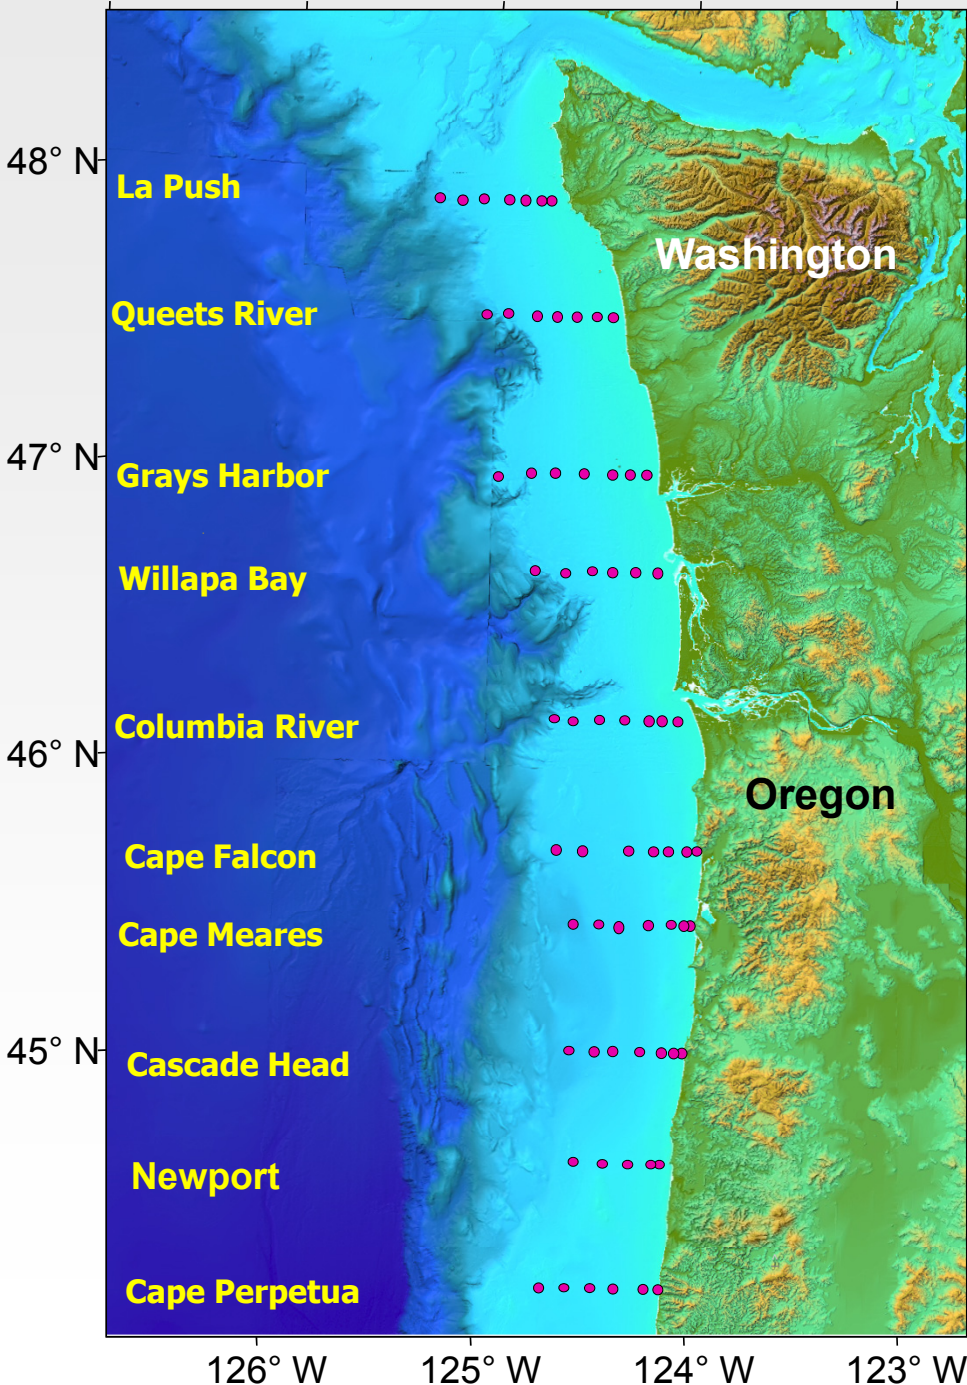 48° N
La Push
Washington
Queets River
47° N
Grays Harbor
Willapa Bay
Columbia River
46° N
Oregon
Cape Falcon
Cape Meares
45° N
Cascade Head
Newport
Cape Perpetua
126° W 125° W 124° W 123° W